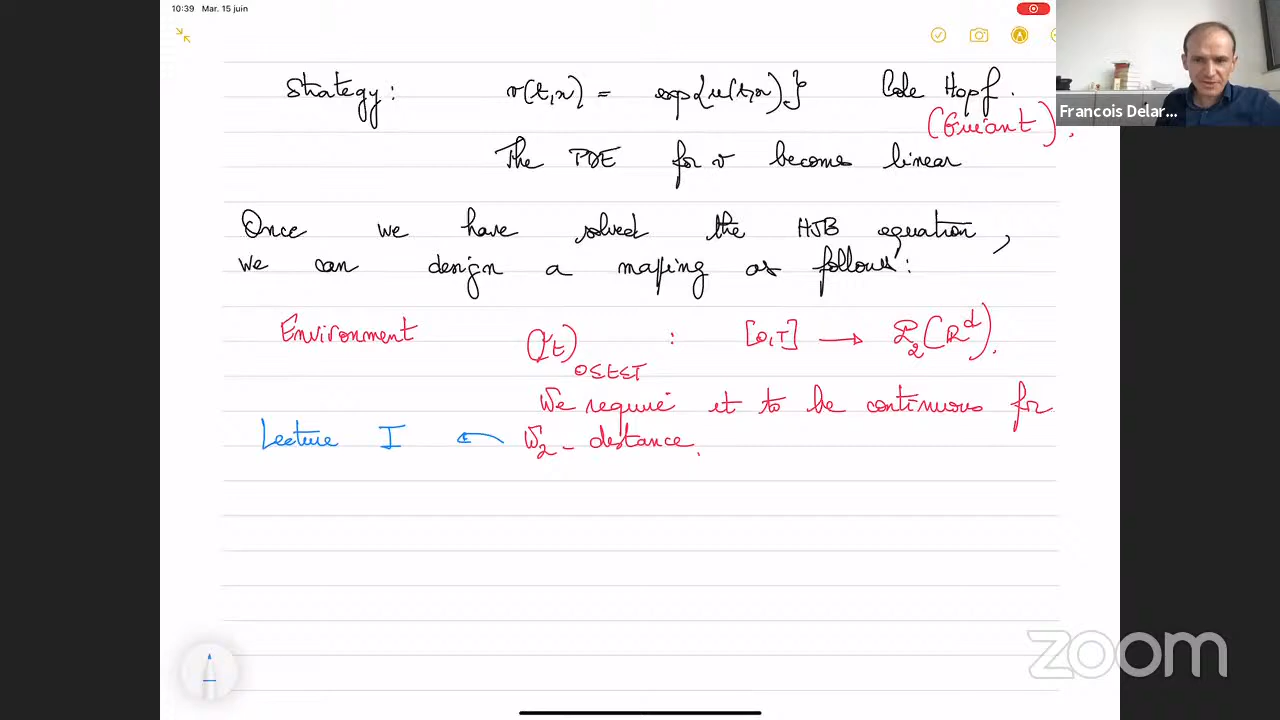 10:39 Mar. 15 juin
Strategy: v(t,x) = exp{u(t,x)} Cole Hopf.
(Guéant).
The PDE for v become linear
Once we have solved the HJB equation,
we can design a mapping as follows:
Environment (μt)0≤t≤T : [0,T] → P2(Rd).
We require it to be continuous for
Lecture I ← W2 - distance.
Francois Delar...
zoom